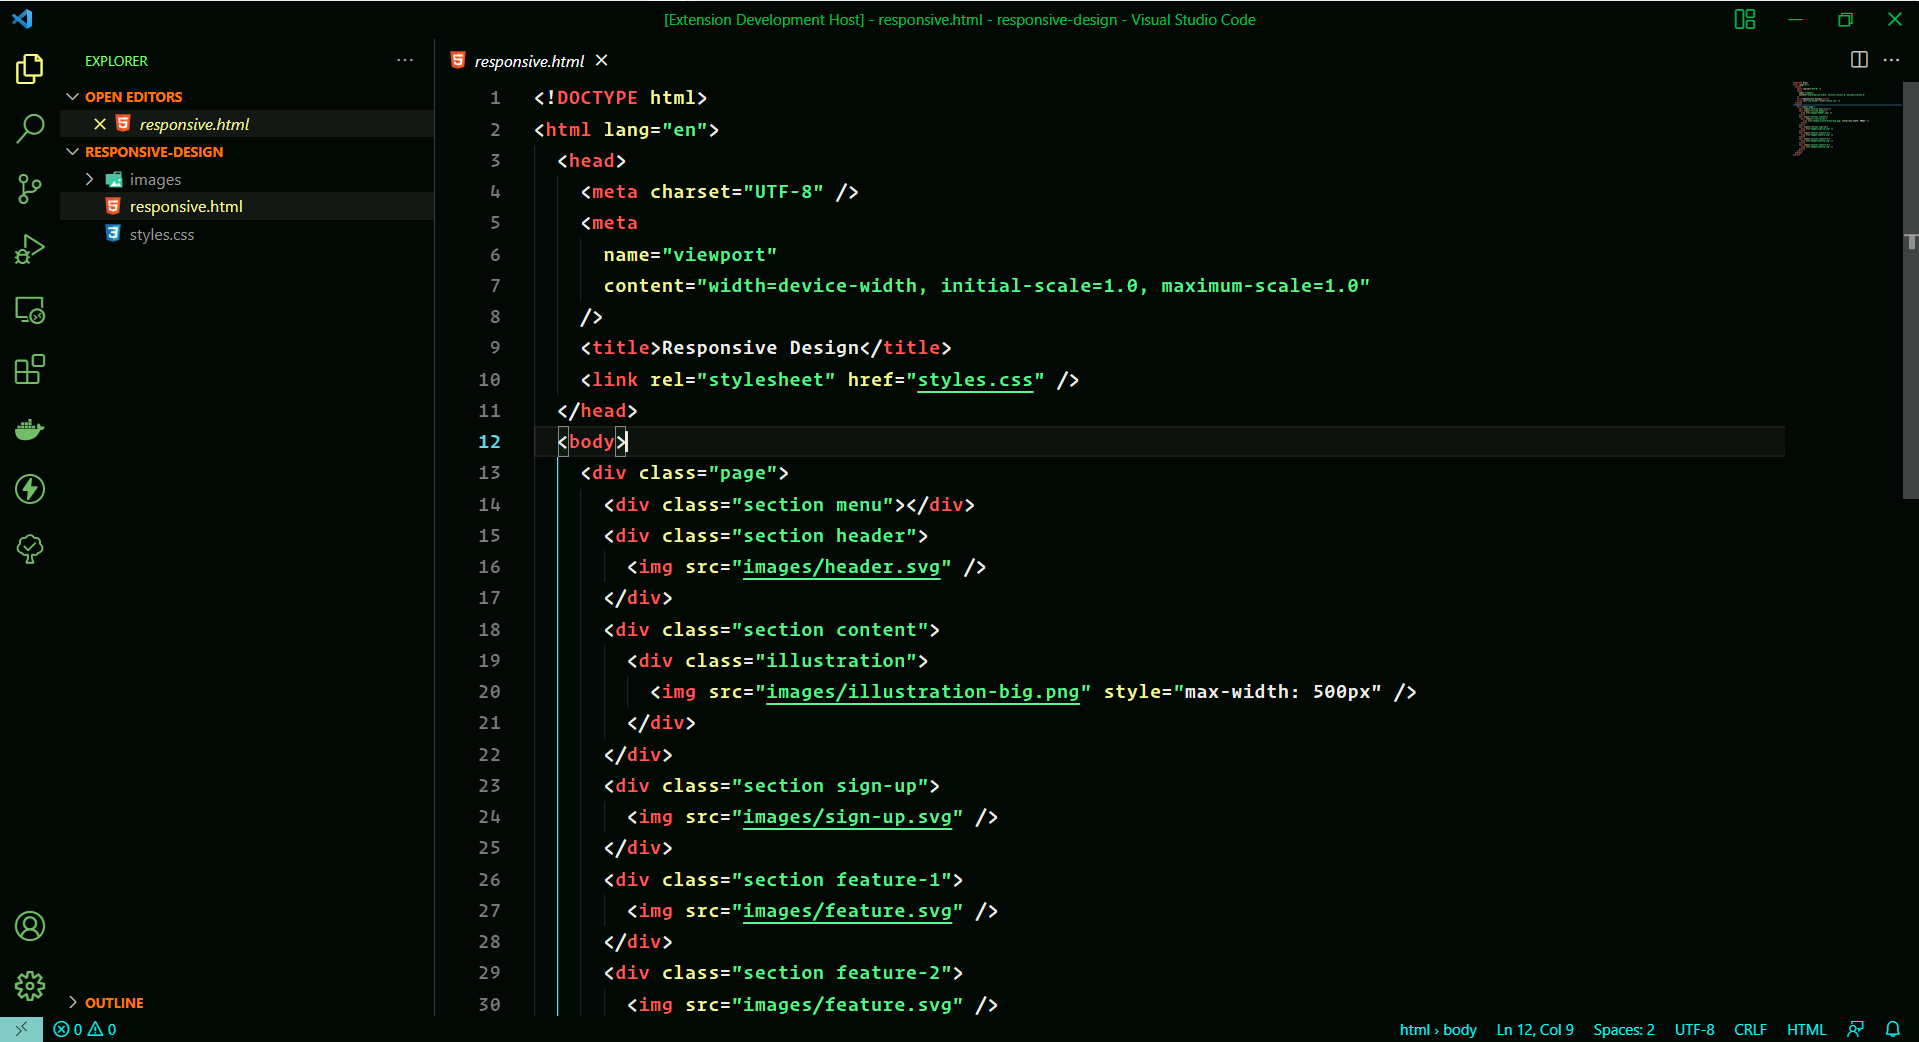 [Extension Development Host] - responsive.html - responsive-design - Visual Studio Code
EXPLORER
OPEN EDITORS
responsive.html
RESPONSIVE-DESIGN
images
responsive.html
styles.css
OUTLINE
responsive.html
1 <!DOCTYPE html>
2 <html lang="en">
3 <head>
4 <meta charset="UTF-8" />
5 <meta
6 name="viewport"
7 content="width=device-width, initial-scale=1.0, maximum-scale=1.0"
8 />
9 <title>Responsive Design</title>
10 <link rel="stylesheet" href="styles.css" />
11 </head>
12 <body>
13 <div class="page">
14 <div class="section menu"></div>
15 <div class="section header">
16 <img src="images/header.svg" />
17 </div>
18 <div class="section content">
19 <div class="illustration">
20 <img src="images/illustration-big.png" style="max-width: 500px" />
21 </div>
22 </div>
23 <div class="section sign-up">
24 <img src="images/sign-up.svg" />
25 </div>
26 <div class="section feature-1">
27 <img src="images/feature.svg" />
28 </div>
29 <div class="section feature-2">
30 <img src="images/feature.svg" />
0 0
html › body Ln 12, Col 9 Spaces: 2 UTF-8 CRLF HTML